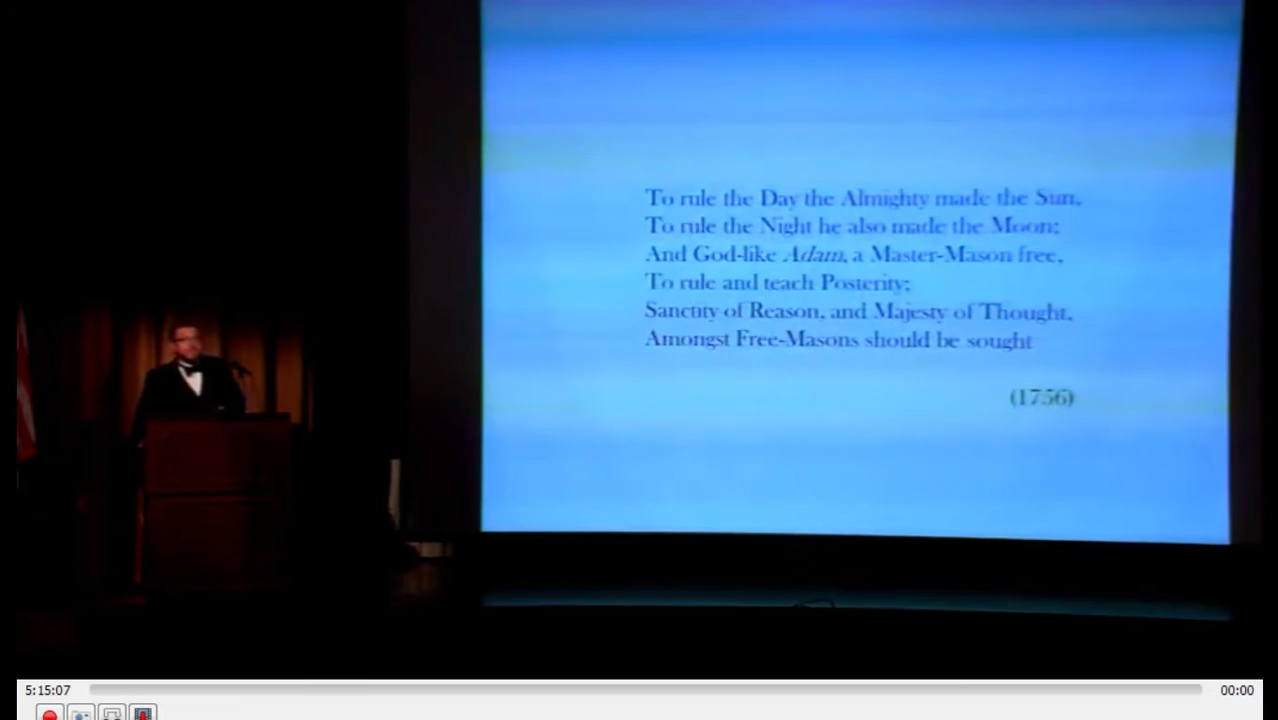 To rule the Day the Almighty made the Sun,
To rule the Night he also made the Moon;
And God-like Adam, a Master-Mason free,
To rule and teach Posterity;
Sanctity of Reason, and Majesty of Thought,
Amongst Free-Masons should be sought
(1756)
5:15:07
00:00